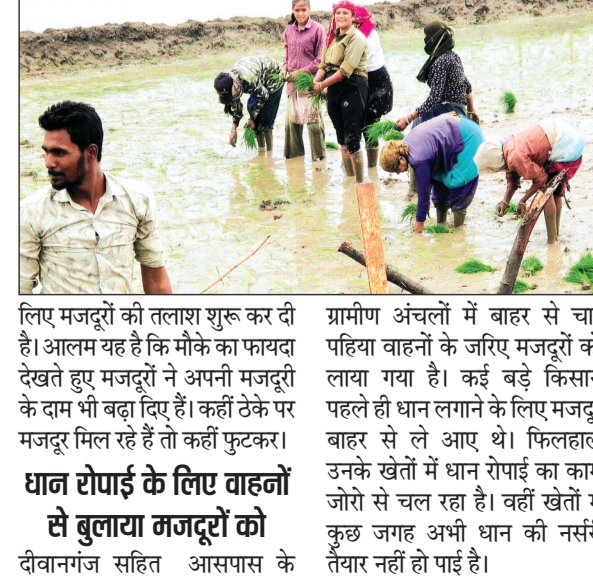 लिए मजदूरों की तलाश शुरू कर दी
है। आलम यह है कि मौके का फायदा
देखते हुए मजदूरों ने अपनी मजदूरी
के दाम भी बढ़ा दिए हैं। कहीं ठेके पर
मजदूर मिल रहे हैं तो कहीं फुटकर।
धान रोपाई के लिए वाहनों
से बुलाया मजदूरों को
दीवानगंज सहित आसपास के
ग्रामीण अंचलों में बाहर से
पहिया वाहनों के जरिए मजदूरों
लाया गया है। कई बड़े
पहले ही धान लगाने के लिए
बाहर से ले आए थे। फिलहाल
उनके खेतों में धान रोपाई का
जोरो से चल रहा है। वहीं खेतों
कुछ जगह अभी धान की
तैयार नहीं हो पाई है।